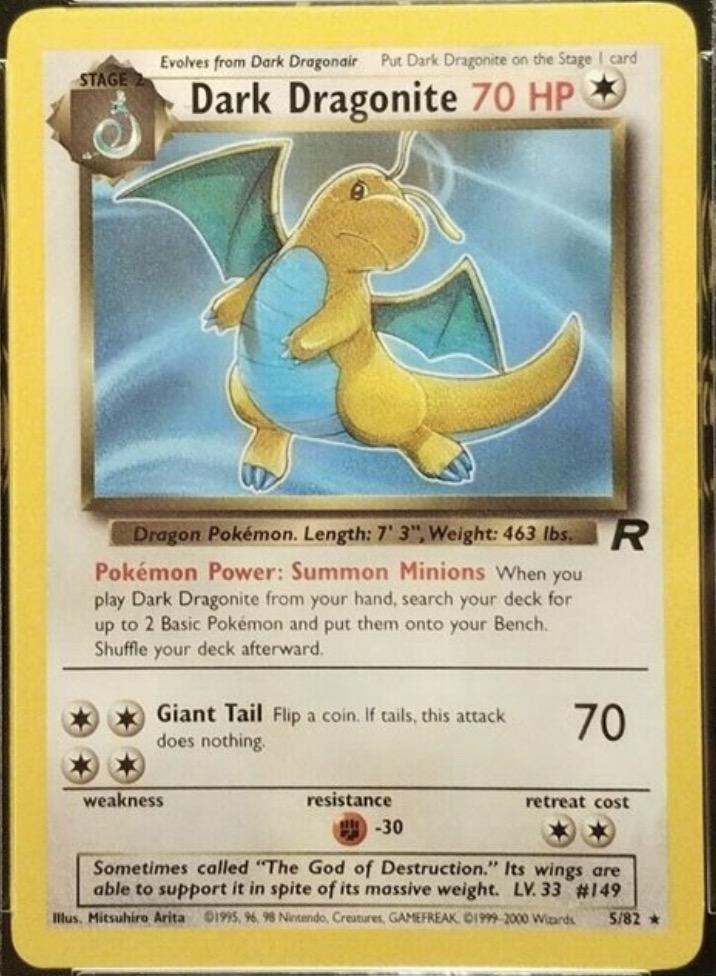 Evolves from Dark Dragonair Put Dark Dragonite on the Stage 1 card
STAGE 2
Dark Dragonite 70 HP
Dragon Pokémon. Length: 7' 3", Weight: 463 lbs.
R
Pokémon Power: Summon Minions When you
play Dark Dragonite from your hand, search your deck for
up to 2 Basic Pokémon and put them onto your Bench.
Shuffle your deck afterward.
Giant Tail Flip a coin. If tails, this attack
does nothing.
70
weakness resistance retreat cost
-30
Sometimes called "The God of Destruction." Its wings are
able to support it in spite of its massive weight. LV. 33 #149
Illus. Mitsuhiro Arita ©1995, 96, 98 Nintendo, Creatures, GAMEFREAK. ©1999-2000 Wizards. 5/82 ★